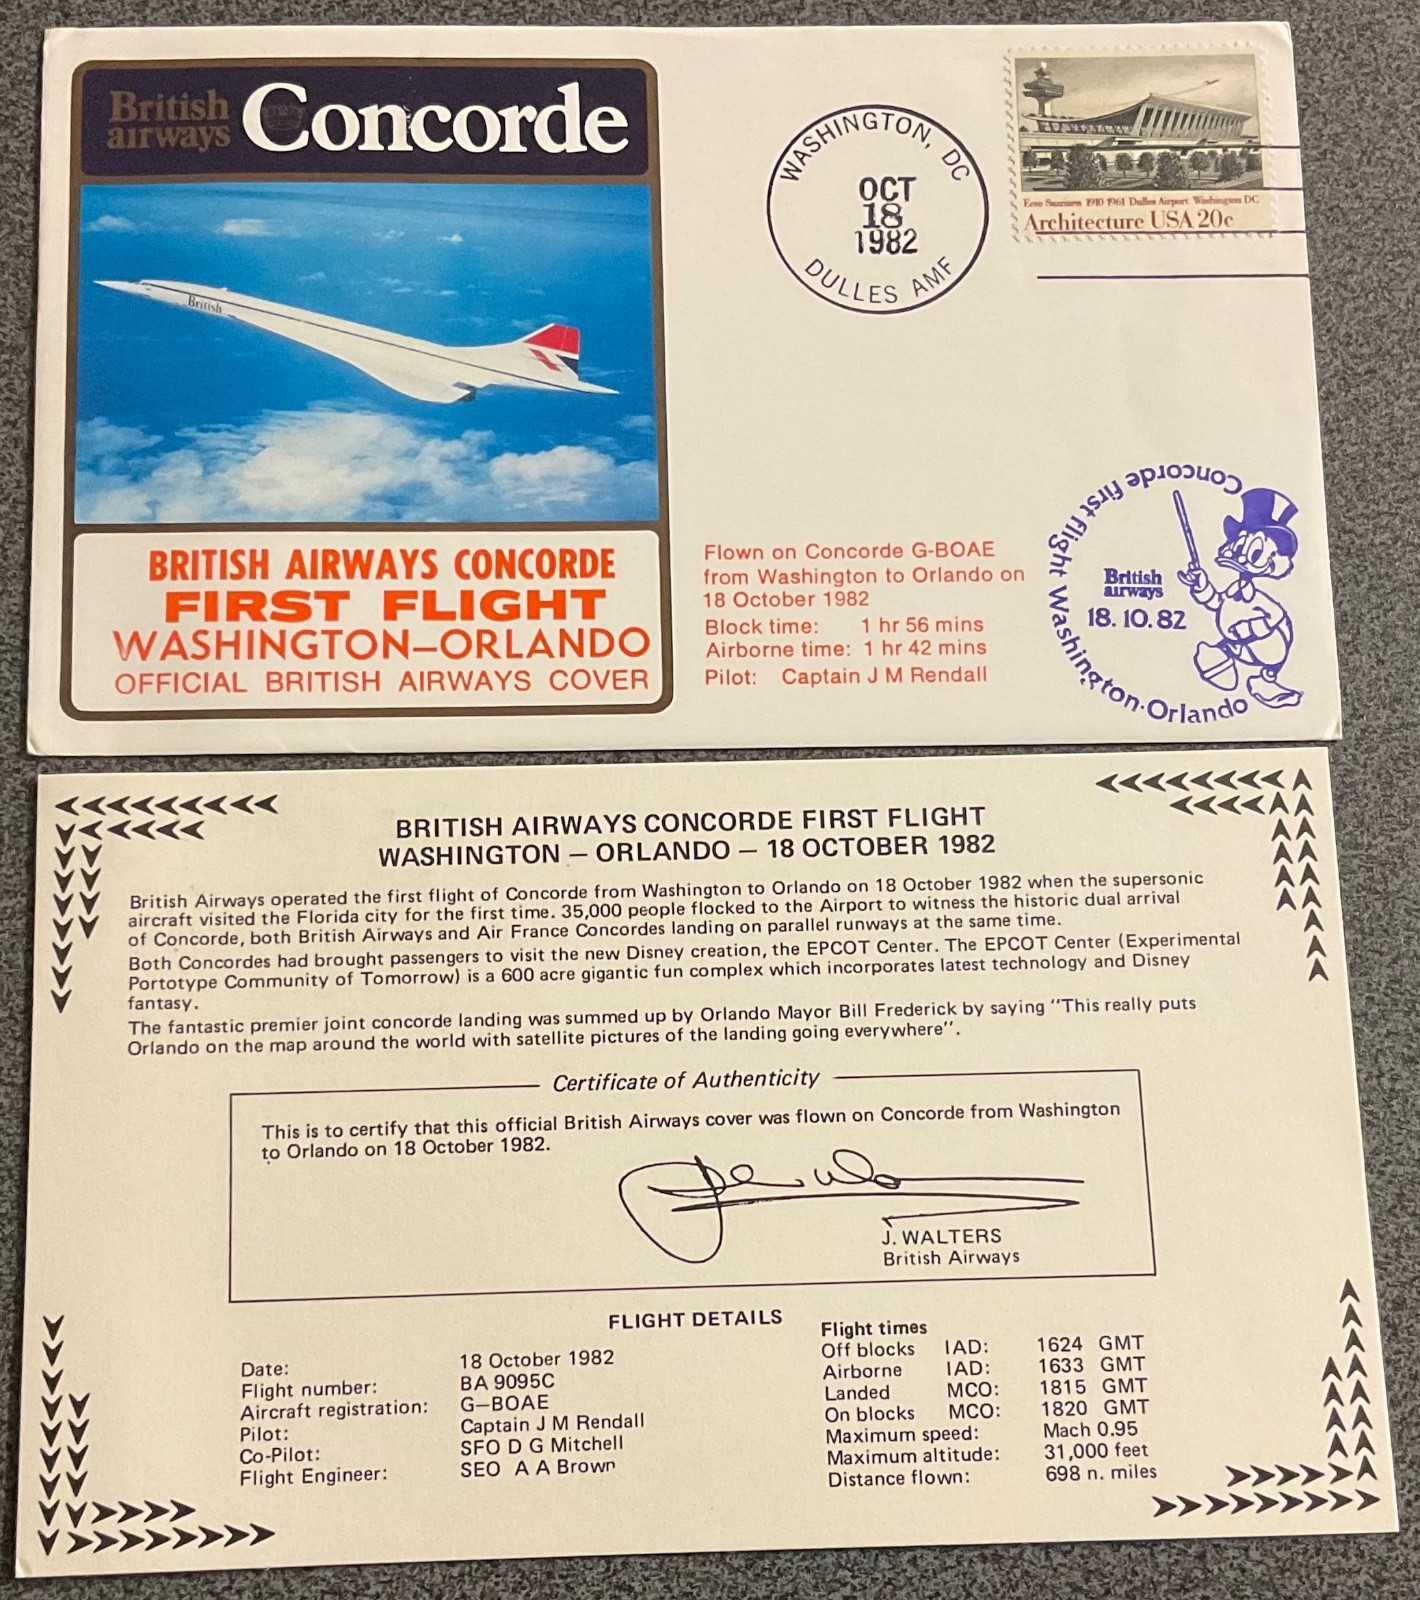 British
airways
Concorde
British
BRITISH AIRWAYS CONCORDE
FIRST FLIGHT
WASHINGTON—ORLANDO
OFFICIAL BRITISH AIRWAYS COVER
WASHINGTON, DC
OCT
18
1982
DULLES AMF
Eero Saarinen 1910 1961 Dulles Airport Washington DC
Architecture USA 20c
Flown on Concorde G-BOAE
from Washington to Orlando on
18 October 1982
Block time: 1 hr 56 mins
Airborne time: 1 hr 42 mins
Pilot: Captain J M Rendall
Concorde first flight Washington·Orlando
British
airways
18.10.82
BRITISH AIRWAYS CONCORDE FIRST FLIGHT
WASHINGTON — ORLANDO — 18 OCTOBER 1982
British Airways operated the first flight of Concorde from Washington to Orlando on 18 October 1982 when the supersonic
aircraft visited the Florida city for the first time. 35,000 people flocked to the Airport to witness the historic dual arrival
of Concorde, both British Airways and Air France Concordes landing on parallel runways at the same time.
Both Concordes had brought passengers to visit the new Disney creation, the EPCOT Center. The EPCOT Center (Experimental
Portotype Community of Tomorrow) is a 600 acre gigantic fun complex which incorporates latest technology and Disney
fantasy.
The fantastic premier joint concorde landing was summed up by Orlando Mayor Bill Frederick by saying "This really puts
Orlando on the map around the world with satellite pictures of the landing going everywhere".
Certificate of Authenticity
This is to certify that this official British Airways cover was flown on Concorde from Washington
to Orlando on 18 October 1982.
J. WALTERS
British Airways
FLIGHT DETAILS
Date: 18 October 1982
Flight number: BA 9095C
Aircraft registration: G—BOAE
Pilot: Captain J M Rendall
Co-Pilot: SFO D G Mitchell
Flight Engineer: SEO A A Brown
Flight times
Off blocks IAD: 1624 GMT
Airborne IAD: 1633 GMT
Landed MCO: 1815 GMT
On blocks MCO: 1820 GMT
Maximum speed: Mach 0.95
Maximum altitude: 31,000 feet
Distance flown: 698 n. miles